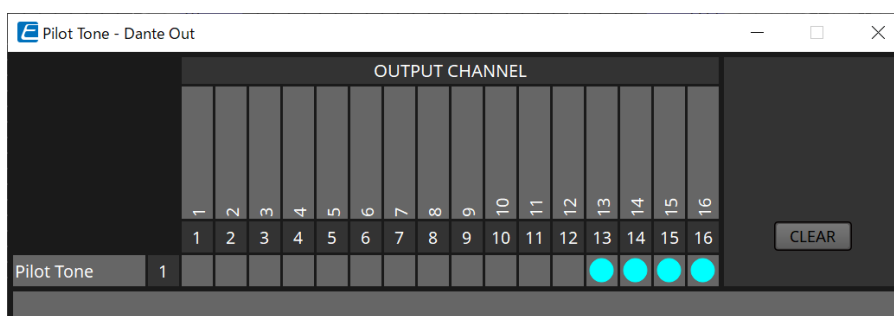 Pilot Tone - Dante Out
OUTPUT CHANNEL
1 2 3 4 5 6 7 8 9 10 11 12 13 14 15 16
1 2 3 4 5 6 7 8 9 10 11 12 13 14 15 16
CLEAR
Pilot Tone 1